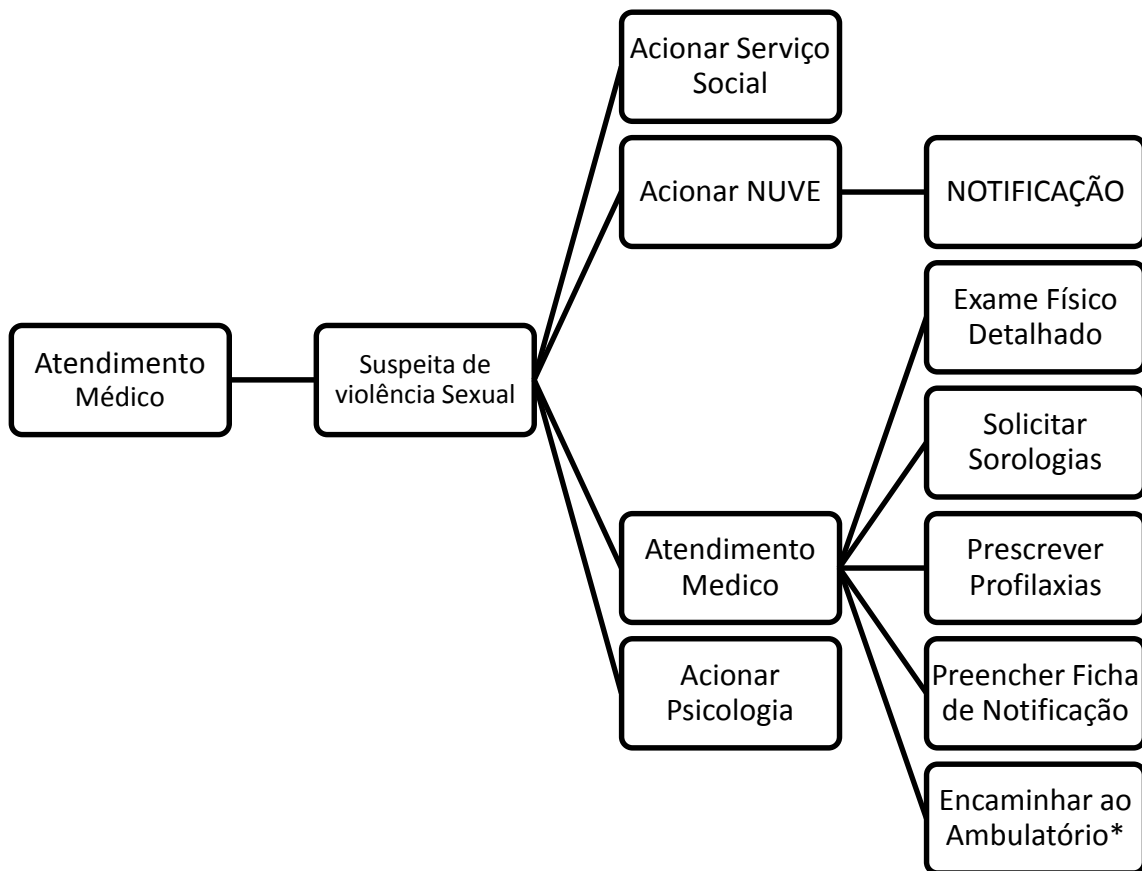 Atendimento
Médico
Suspeita de
violência Sexual
Acionar Serviço
Social
Acionar NUVE
NOTIFICAÇÃO
Atendimento
Medico
Exame Físico
Detalhado
Solicitar
Sorologias
Prescrever
Profilaxias
Preencher Ficha
de Notificação
Encaminhar ao
Ambulatório*
Acionar
Psicologia